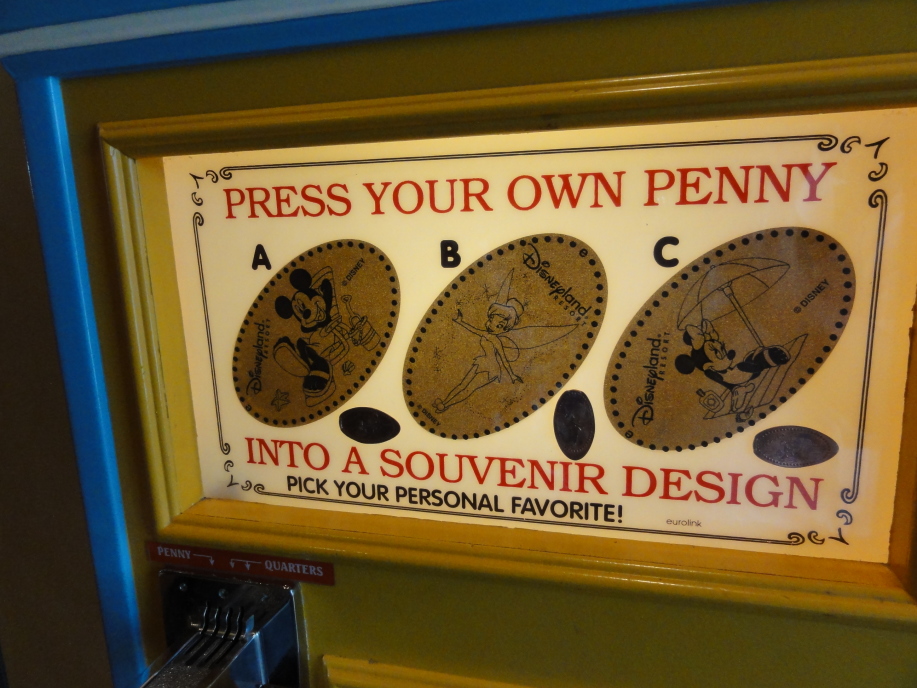 PRESS YOUR OWN PENNY
A
© DISNEY
Disneyland
RESORT
B
Disneyland
RESORT
C
© DISNEY
Disneyland
RESORT
INTO A SOUVENIR DESIGN
PICK YOUR PERSONAL FAVORITE!
eurolink
PENNY
QUARTERS